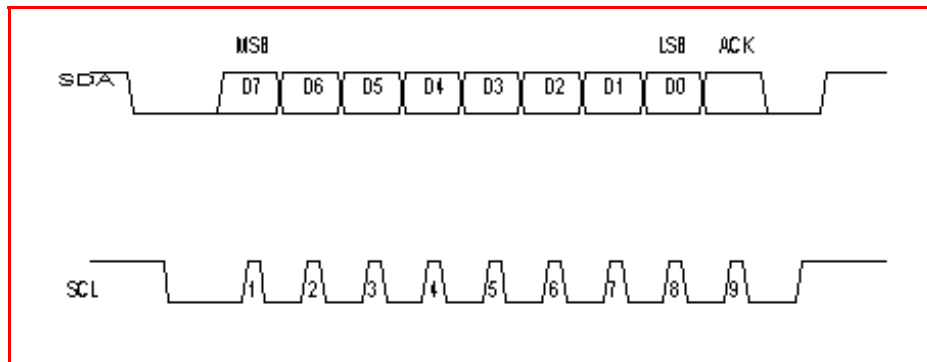 MSB LSB ACK
SDA D7 D6 D5 D4 D3 D2 D1 D0
SCL 1 2 3 4 5 6 7 8 9